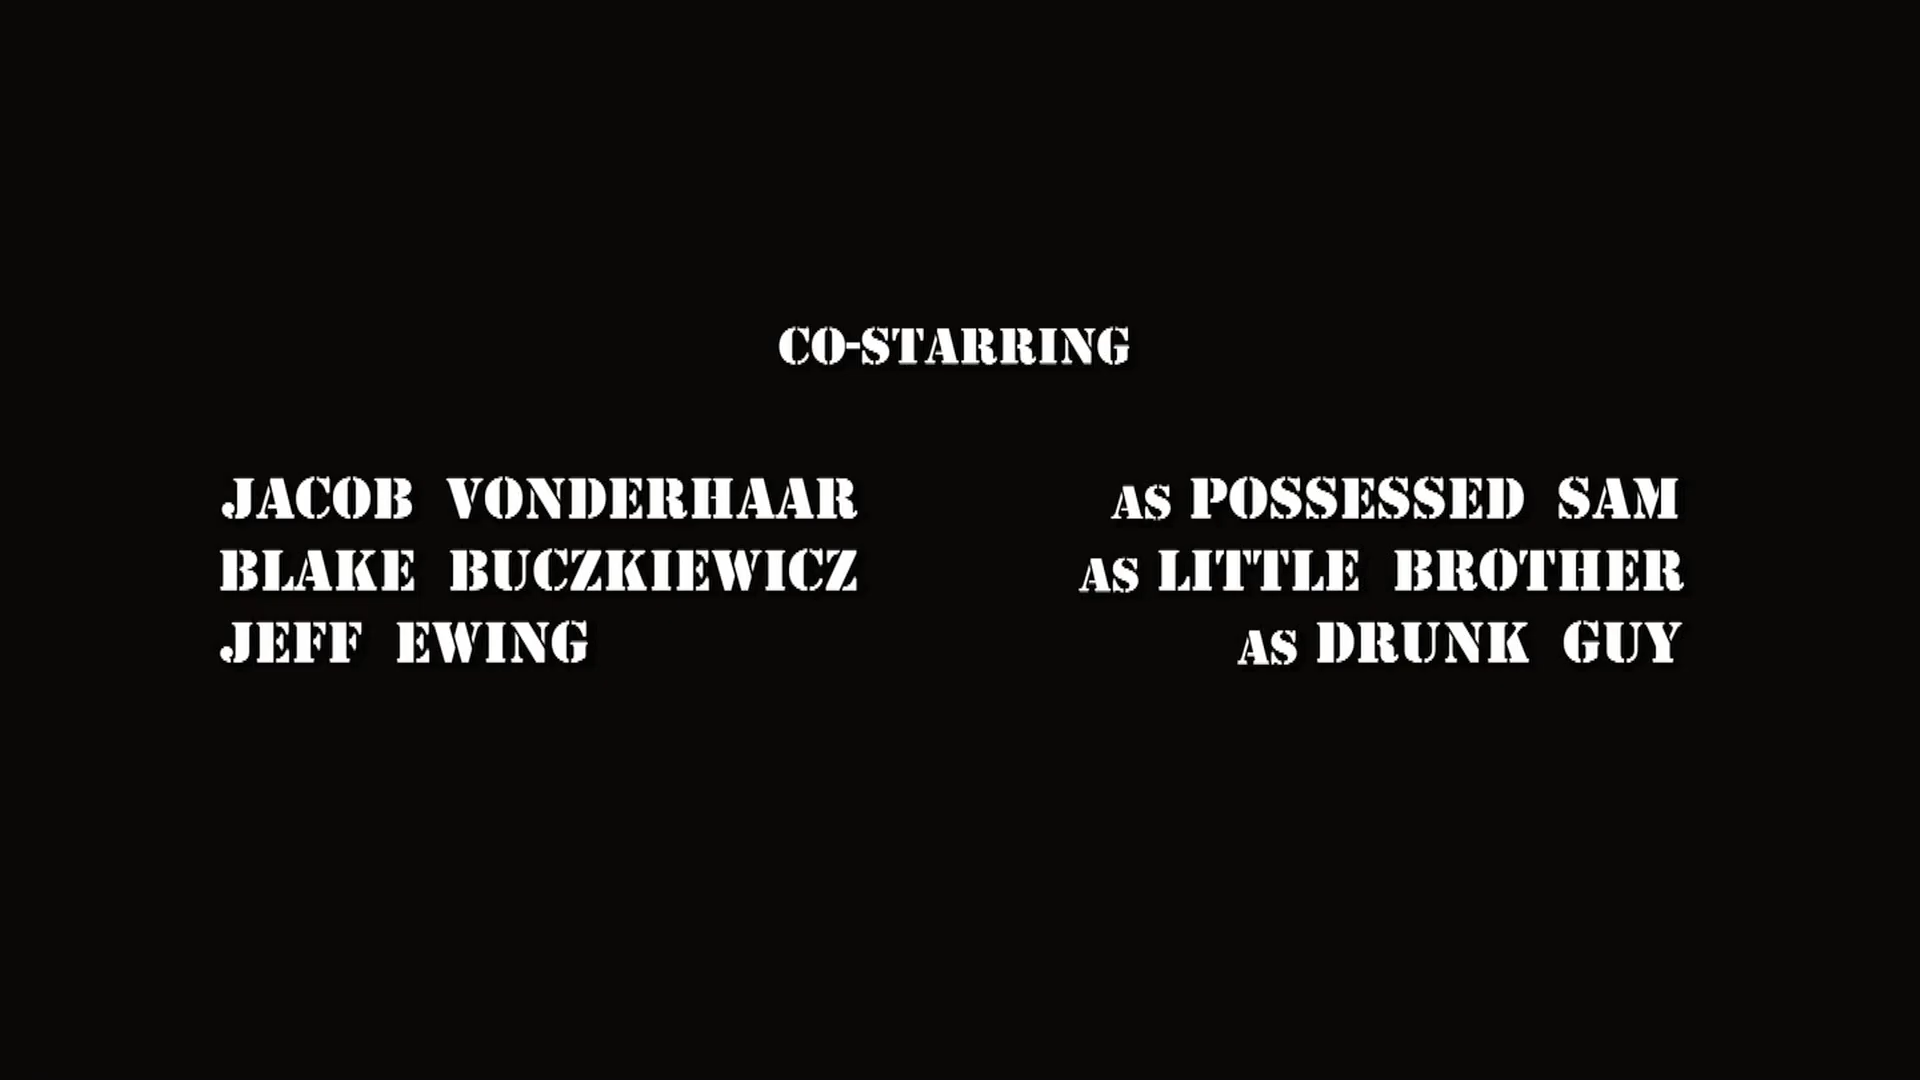 CO-STARRING
JACOB VONDERHAAR AS POSSESSED SAM
BLAKE BUCZKIEWICZ AS LITTLE BROTHER
JEFF EWING AS DRUNK GUY